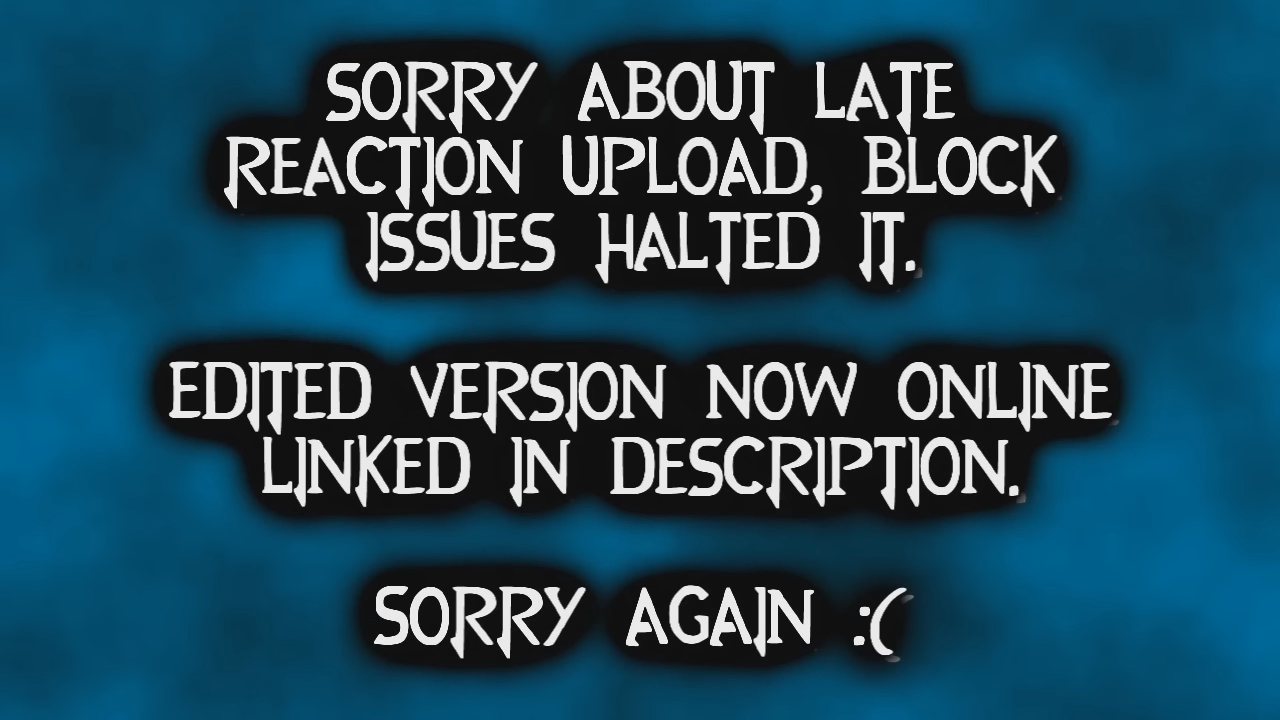 SORRY ABOUT LATE
REACTION UPLOAD, BLOCK
ISSUES HALTED IT.
EDITED VERSION NOW ONLINE
LINKED IN DESCRIPTION.
SORRY AGAIN :(